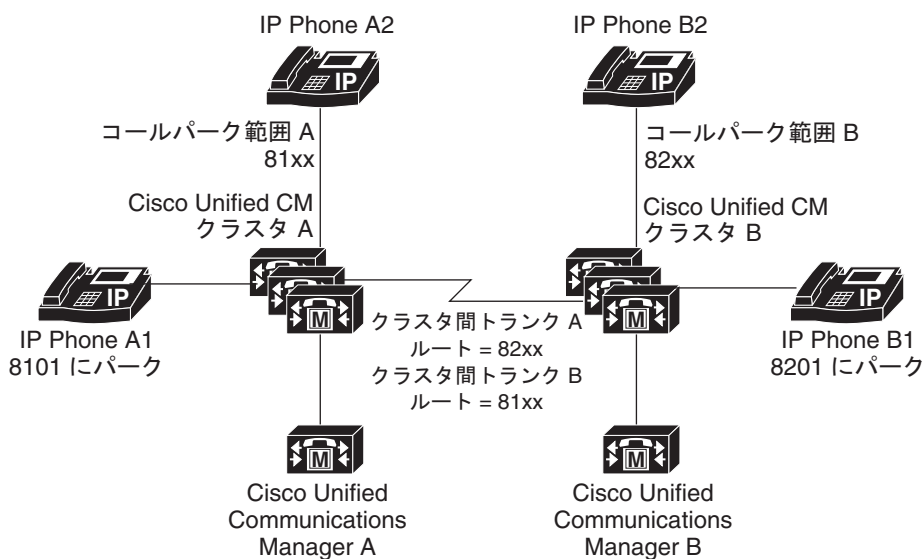 IP Phone A2
IP Phone B2
IP
IP
コールパーク範囲 A
81xx
コールパーク範囲 B
82xx
Cisco Unified CM
クラスタ A
Cisco Unified CM
クラスタ B
IP
M
M
IP
IP Phone A1
8101 にパーク
クラスタ間トランク A
ルート = 82xx
クラスタ間トランク B
ルート = 81xx
IP Phone B1
8201 にパーク
M
M
Cisco Unified
Communications
Manager A
Cisco Unified
Communications
Manager B